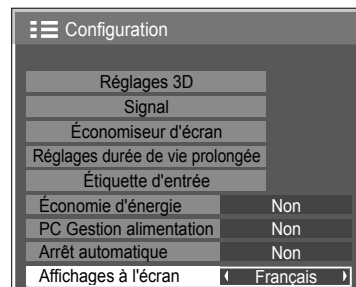 Configuration
Réglages 3D
Signal
Économiseur d'écran
Réglages durée de vie prolongée
Étiquette d'entrée
Économie d'énergie Non
PC Gestion alimentation Non
Arrêt automatique Non
Affichages à l'écran Français